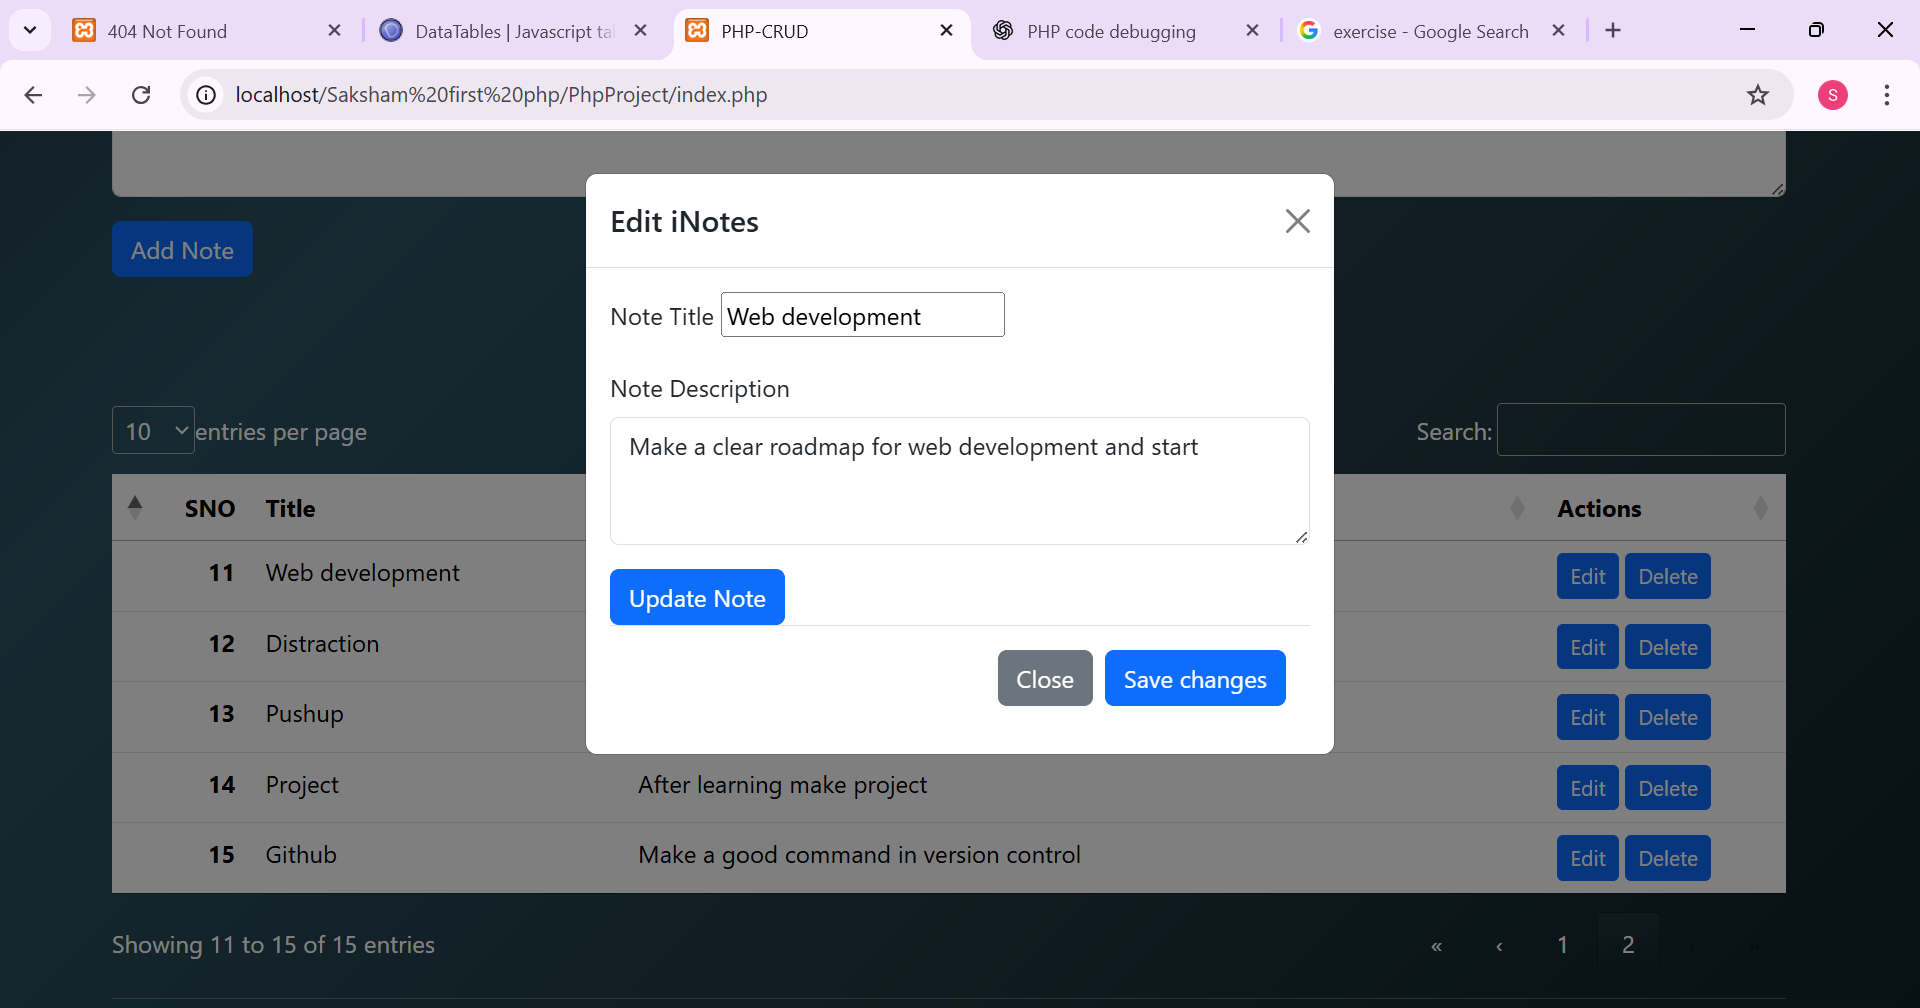 404 Not Found
DataTables | Javascript ta
PHP-CRUD
PHP code debugging
exercise - Google Search
localhost/Saksham%20first%20php/PhpProject/index.php
S
Edit iNotes
Add Note
Note Title Web development
Note Description
10 entries per page
Search:
Make a clear roadmap for web development and start
SNO Title Actions
11 Web development Edit Delete
Update Note
12 Distraction Edit Delete
Close Save changes
13 Pushup Edit Delete
14 Project After learning make project Edit Delete
15 Github Make a good command in version control Edit Delete
Showing 11 to 15 of 15 entries
« ‹ 1 2 › »